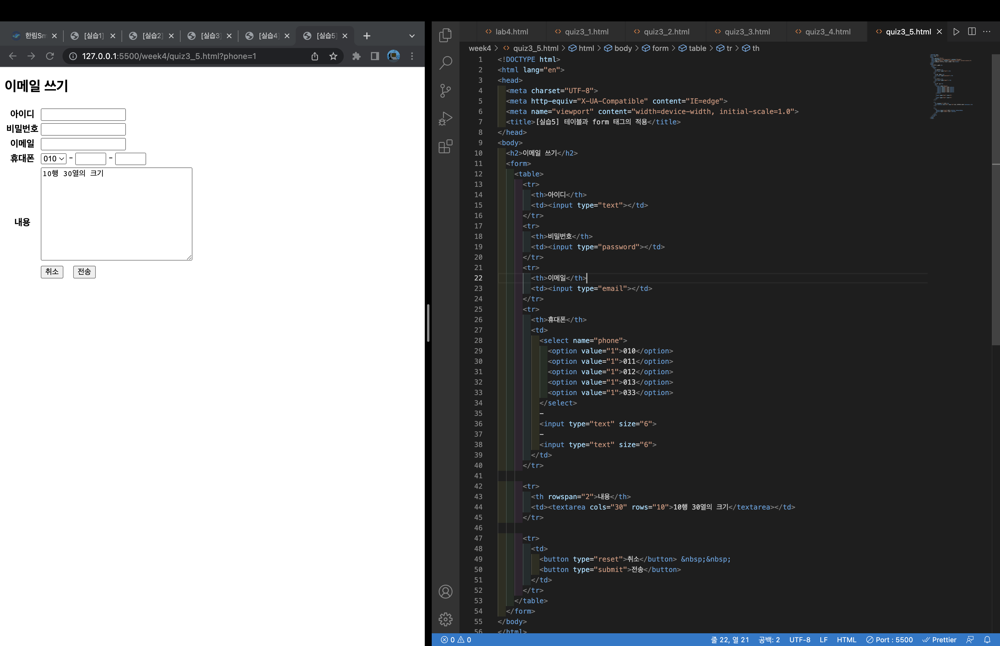 한림Sm
[실습1]
[실습2]
[실습3]
[실습4]
[실습5]
127.0.0.1:5500/week4/quiz3_5.html?phone=1
이메일 쓰기
아이디
비밀번호
이메일
휴대폰 010 - -
10행 30열의 크기
내용
취소 전송
lab4.html
quiz3_1.html
quiz3_2.html
quiz3_3.html
quiz3_4.html
quiz3_5.html
week4 > quiz3_5.html > html > body > form > table > tr > th
1 <!DOCTYPE html>
2 <html lang="en">
3 <head>
4 <meta charset="UTF-8">
5 <meta http-equiv="X-UA-Compatible" content="IE=edge">
6 <meta name="viewport" content="width=device-width, initial-scale=1.0">
7 <title>[실습5] 테이블과 form 태그의 적용</title>
8 </head>
9 <body>
10 <h2>이메일 쓰기</h2>
11 <form>
12 <table>
13 <tr>
14 <th>아이디</th>
15 <td><input type="text"></td>
16 </tr>
17 <tr>
18 <th>비밀번호</th>
19 <td><input type="password"></td>
20 </tr>
21 <tr>
22 <th>이메일</th>
23 <td><input type="email"></td>
24 </tr>
25 <tr>
26 <th>휴대폰</th>
27 <td>
28 <select name="phone">
29 <option value="1">010</option>
30 <option value="1">011</option>
31 <option value="1">012</option>
32 <option value="1">013</option>
33 <option value="1">033</option>
34 </select>
35 -
36 <input type="text" size="6">
37 -
38 <input type="text" size="6">
39 </td>
40 </tr>
41
42 <tr>
43 <th rowspan="2">내용</th>
44 <td><textarea cols="30" rows="10">10행 30열의 크기</textarea></td>
45 </tr>
46
47 <tr>
48 <td>
49 <button type="reset">취소</button> &nbsp;&nbsp;
50 <button type="submit">전송</button>
51 </td>
52 </tr>
53 </table>
54 </form>
55 </body>
56 </html>
0 0 줄 22, 열 21 공백: 2 UTF-8 LF HTML Port : 5500 Prettier